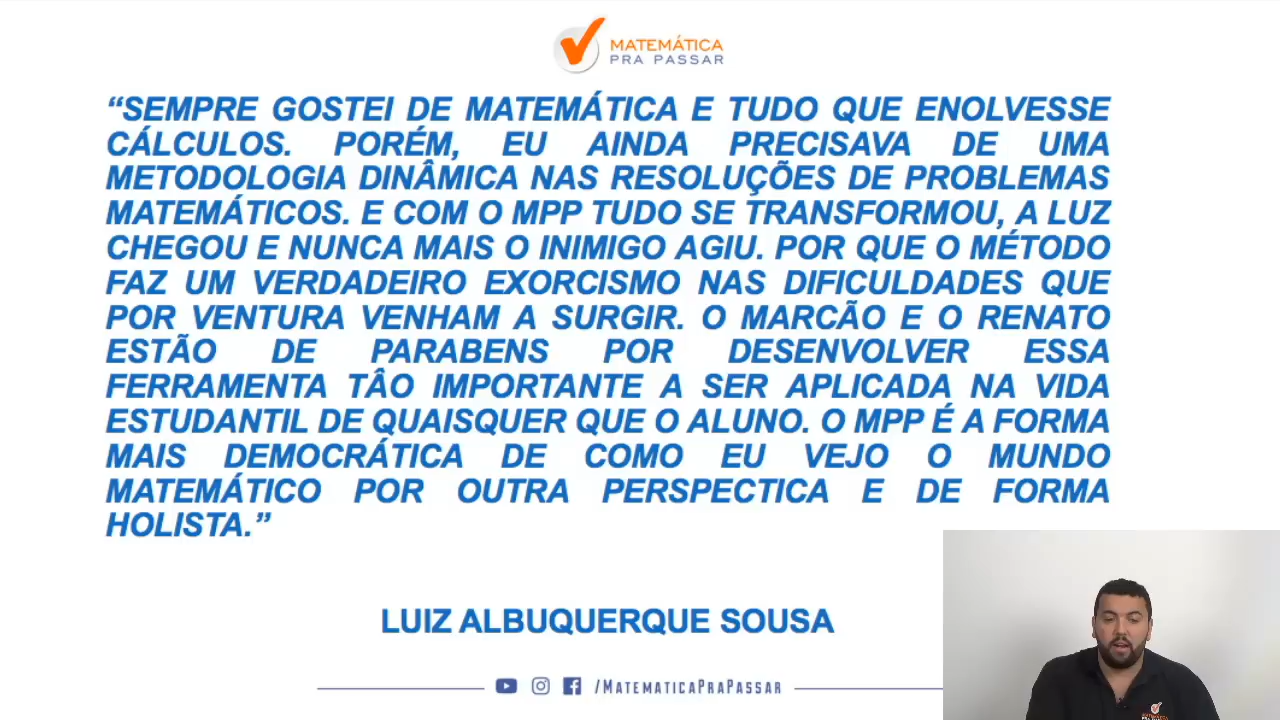 MATEMÁTICA
PRA PASSAR
“SEMPRE GOSTEI DE MATEMÁTICA E TUDO QUE ENOLVESSE
CÁLCULOS. PORÉM, EU AINDA PRECISAVA DE UMA
METODOLOGIA DINÂMICA NAS RESOLUÇÕES DE PROBLEMAS
MATEMÁTICOS. E COM O MPP TUDO SE TRANSFORMOU, A LUZ
CHEGOU E NUNCA MAIS O INIMIGO AGIU. POR QUE O MÉTODO
FAZ UM VERDADEIRO EXORCISMO NAS DIFICULDADES QUE
POR VENTURA VENHAM A SURGIR. O MARCÃO E O RENATO
ESTÃO DE PARABENS POR DESENVOLVER ESSA
FERRAMENTA TÂO IMPORTANTE A SER APLICADA NA VIDA
ESTUDANTIL DE QUAISQUER QUE O ALUNO. O MPP É A FORMA
MAIS DEMOCRÁTICA DE COMO EU VEJO O MUNDO
MATEMÁTICO POR OUTRA PERSPECTICA E DE FORMA
HOLISTA.”
LUIZ ALBUQUERQUE SOUSA
/MATEMATICAPRAPASSAR